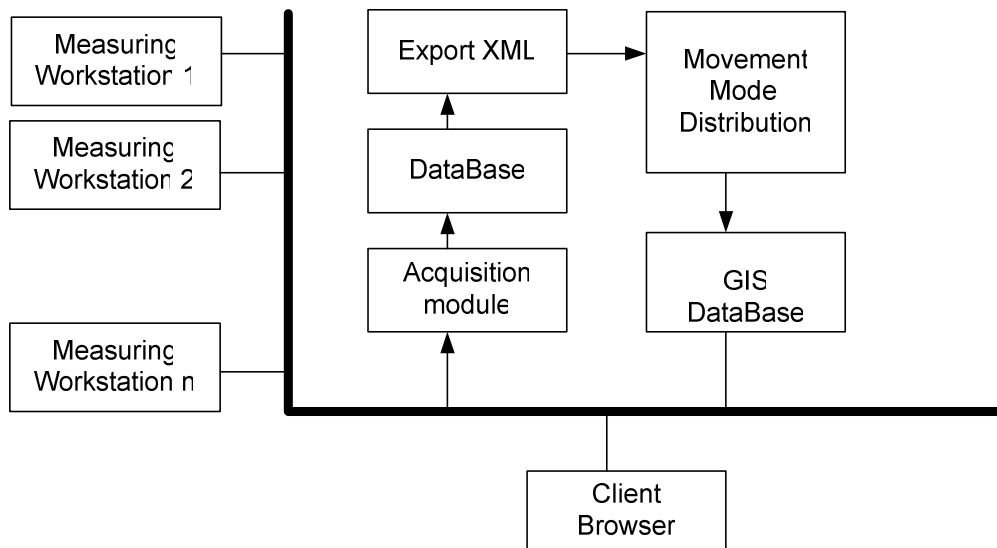 Measuring
Workstation 1
Measuring
Workstation 2
Measuring
Workstation n
Export XML
DataBase
Acquisition
module
Movement
Mode
Distribution
GIS
DataBase
Client
Browser